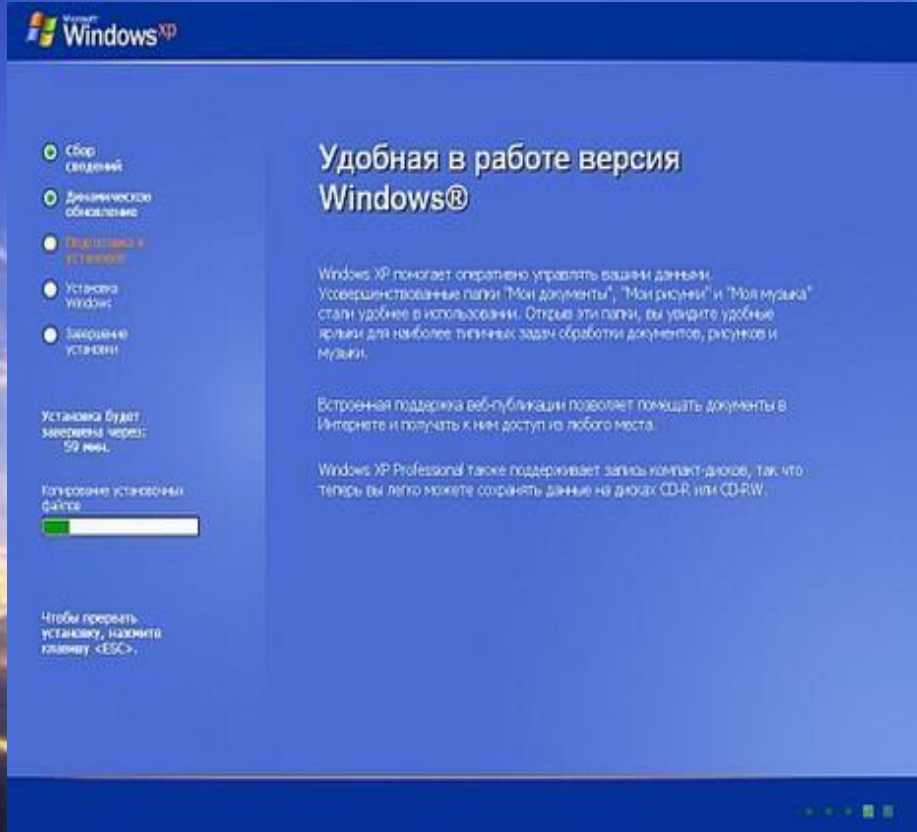 Microsoft
Windows xp
Сбор
сведений
Динамическое
обновление
Подготовка к
установке
Установка
Windows
Завершение
установки
Установка будет
завершена через:
59 мин.
Копирование установочных
файлов
Чтобы прервать
установку, нажмите
клавишу <ESC>.
Удобная в работе версия
Windows®
Windows XP помогает оперативно управлять вашими данными.
Усовершенствованные папки "Мои документы", "Мои рисунки" и "Моя музыка"
стали удобнее в использовании. Открыв эти папки, вы увидите удобные
ярлыки для наиболее типичных задач обработки документов, рисунков и
музыки.
Встроенная поддержка веб-публикации позволяет помещать документы в
Интернете и получать к ним доступ из любого места.
Windows XP Professional также поддерживает запись компакт-дисков, так что
теперь вы легко можете сохранять данные на дисках CD-R или CD-RW.